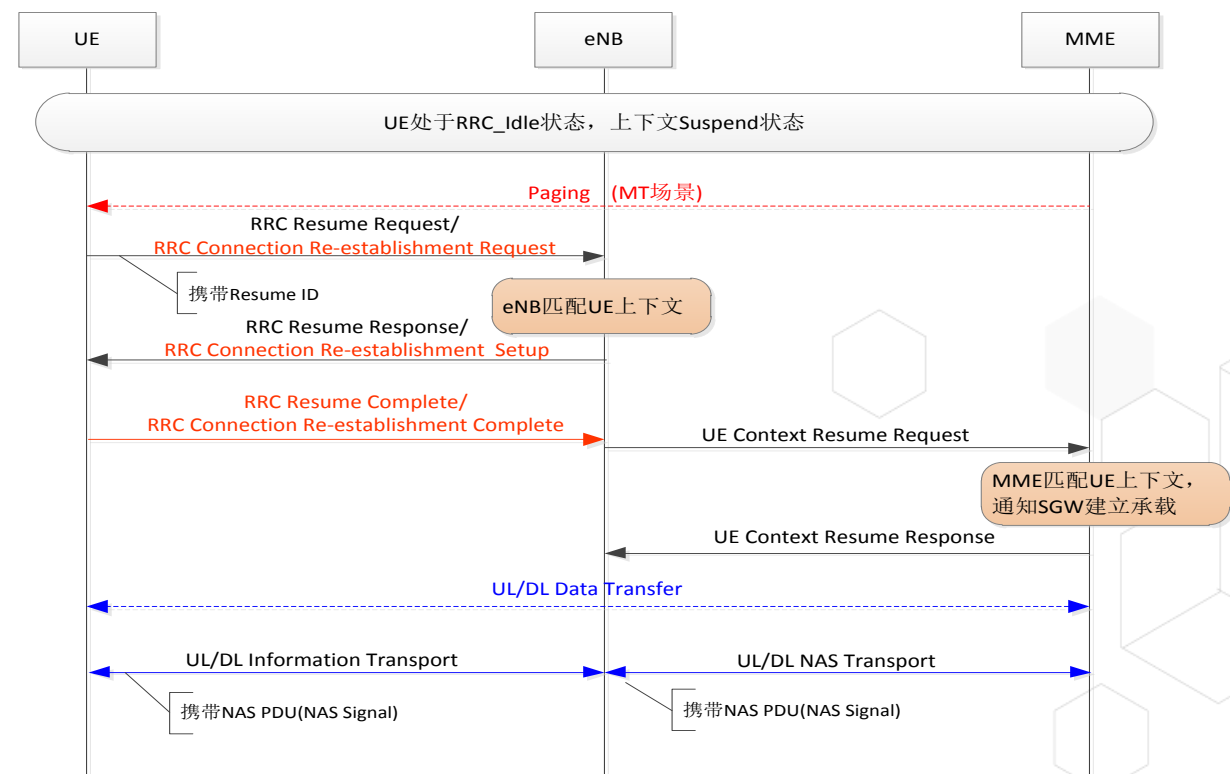 UE
eNB
MME
UE处于RRC_Idle状态，上下文Suspend状态
Paging (MT场景)
RRC Resume Request/
RRC Connection Re-establishment Request
携带Resume ID
eNB匹配UE上下文
RRC Resume Response/
RRC Connection Re-establishment Setup
RRC Resume Complete/
RRC Connection Re-establishment Complete
UE Context Resume Request
MME匹配UE上下文，
通知SGW建立承载
UE Context Resume Response
UL/DL Data Transfer
UL/DL Information Transport
UL/DL NAS Transport
携带NAS PDU(NAS Signal)
携带NAS PDU(NAS Signal)